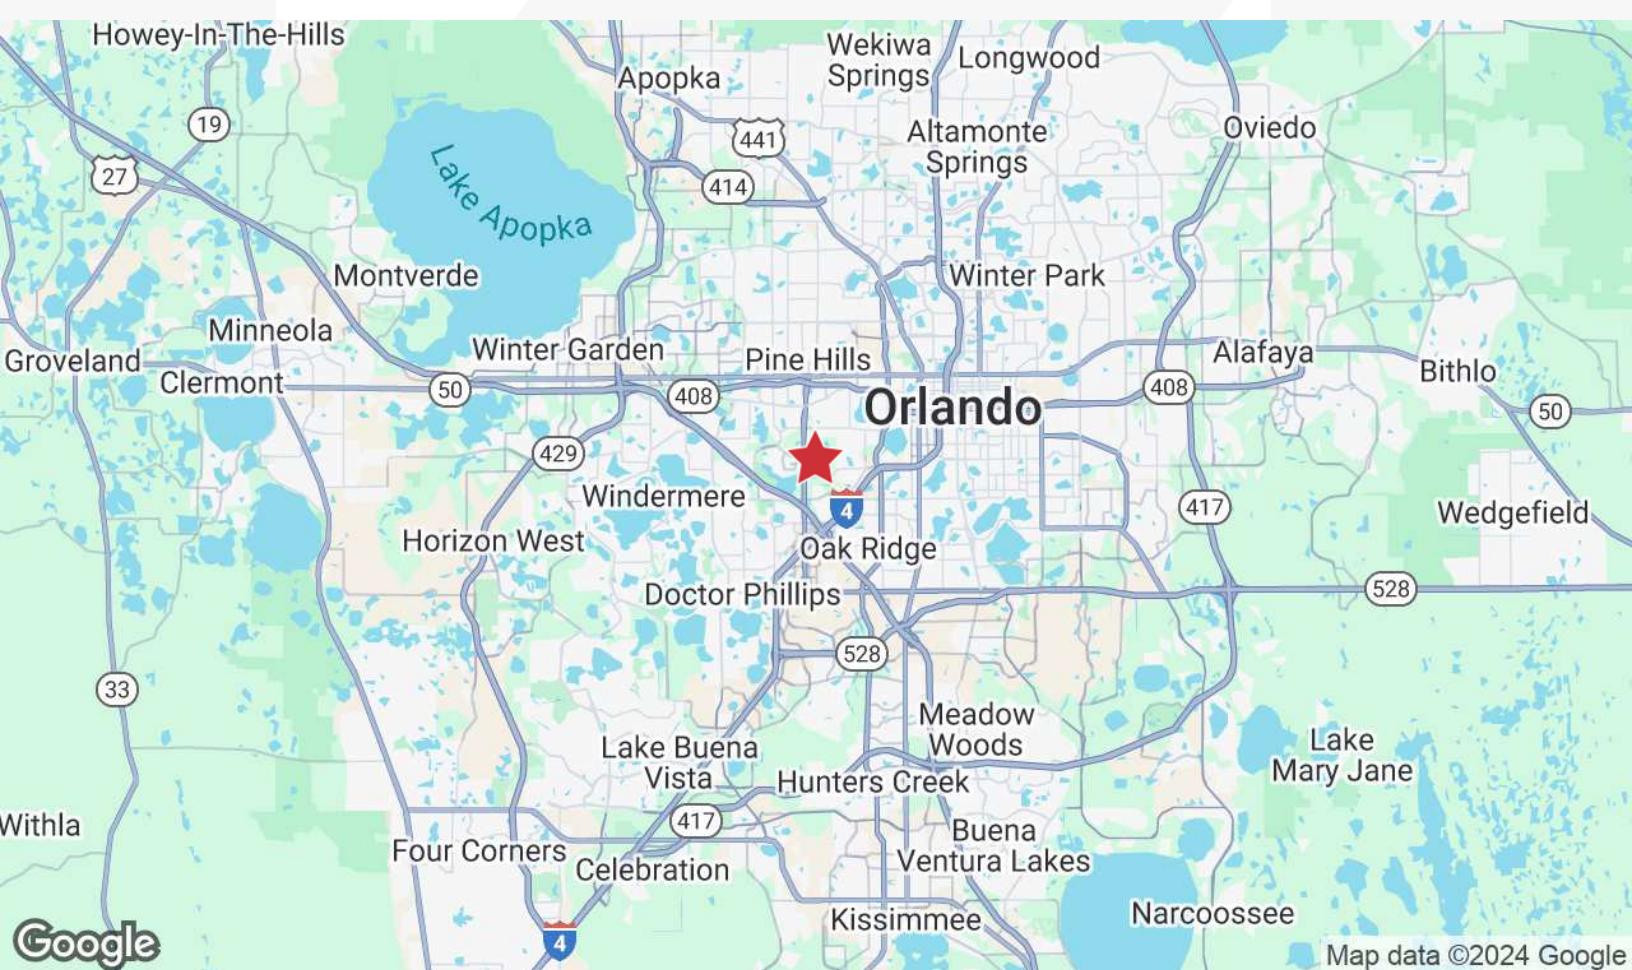 Howey-In-The-Hills
Wekiwa
Springs
Longwood
Apopka
19
441
Altamonte
Springs
Oviedo
27
414
Lake Apopka
Montverde
Winter Park
Minneola
Winter Garden
Pine Hills
Alafaya
Groveland
Clermont
50
408
Orlando
408
Bithlo
50
429
Windermere
4
417
Wedgefield
Horizon West
Oak Ridge
Doctor Phillips
528
528
33
Meadow
Woods
Lake Buena
Vista
Hunters Creek
Lake
Mary Jane
Withla
417
Four Corners
Celebration
Buena
Ventura Lakes
Kissimmee
Narcoossee
Google
4
Map data ©2024 Google